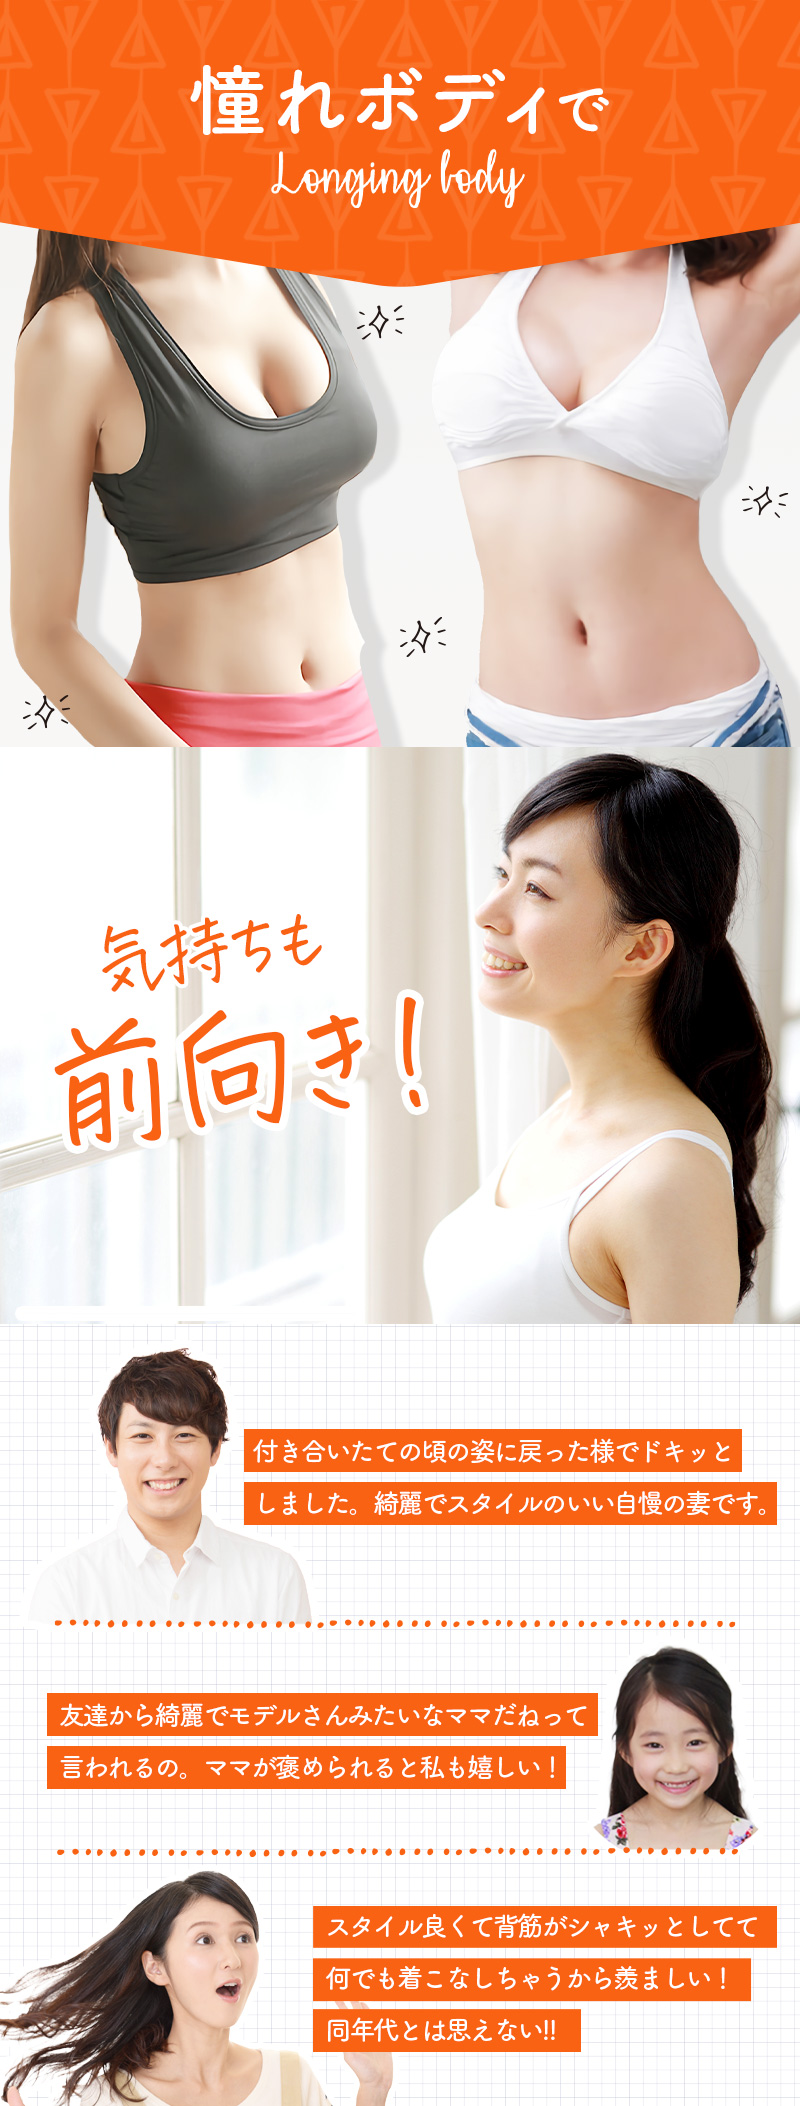 憧れボディで
Longing body
気持ちも
前向き!
付き合いたての頃の姿に戻った様でドキッと
しました。綺麗でスタイルのいい自慢の妻です。
友達から綺麗でモデルさんみたいなママだねって
言われるの。ママが褒められると私も嬉しい!
スタイル良くて背筋がシャキッとしてて
何でも着こなしちゃうから羨ましい!
同年代とは思えない!!